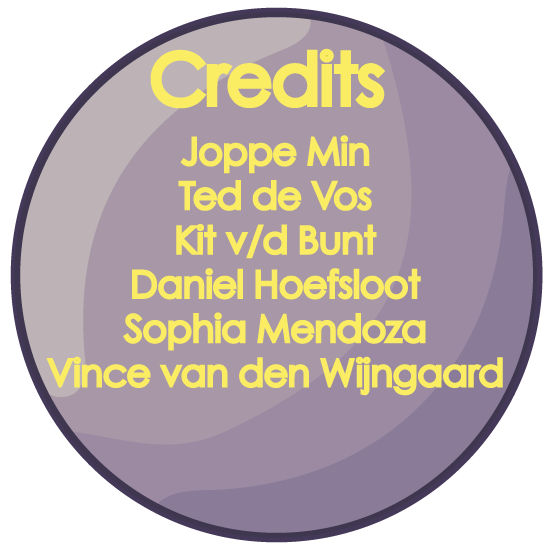 Credits
Joppe Min
Ted de Vos
Kit v/d Bunt
Daniel Hoefsloot
Sophia Mendoza
Vince van den Wijngaard